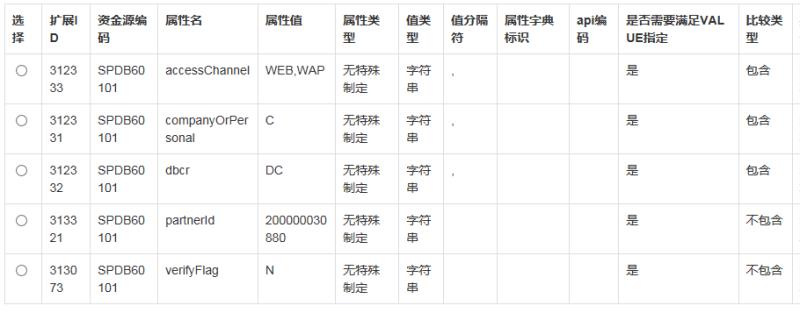 选择 扩展ID 资金源编码 属性名 属性值 属性类型 值类型 值分隔符 属性字典标识 api编码 是否需要满足VALUE指定 比较类型
312333 SPDB60101 accessChannel WEB,WAP 无特殊制定 字符串 , 是 包含
312331 SPDB60101 companyOrPersonal C 无特殊制定 字符串 , 是 包含
312332 SPDB60101 dbcr DC 无特殊制定 字符串 , 是 包含
313321 SPDB60101 partnerId 200000030880 无特殊制定 字符串 是 不包含
313073 SPDB60101 verifyFlag N 无特殊制定 字符串 是 不包含